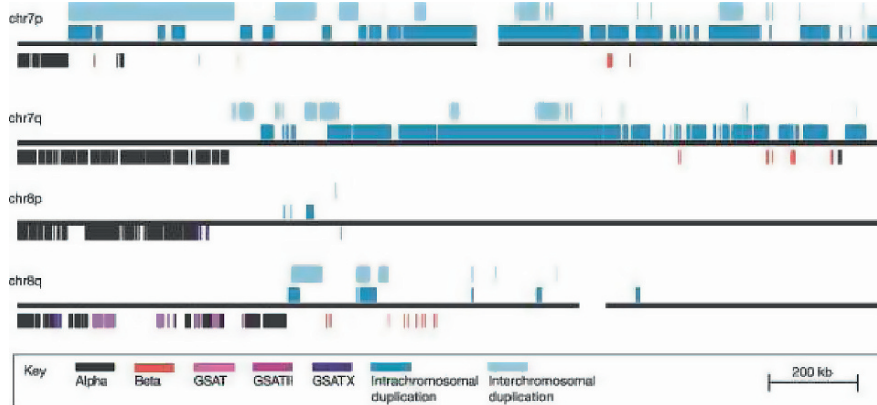 chr7p
chr7q
chr8p
chr8q
Key
Alpha
Beta
GSAT
GSATII
GSATX
Intrachromosomal
duplication
Interchromosomal
duplication
200 kb